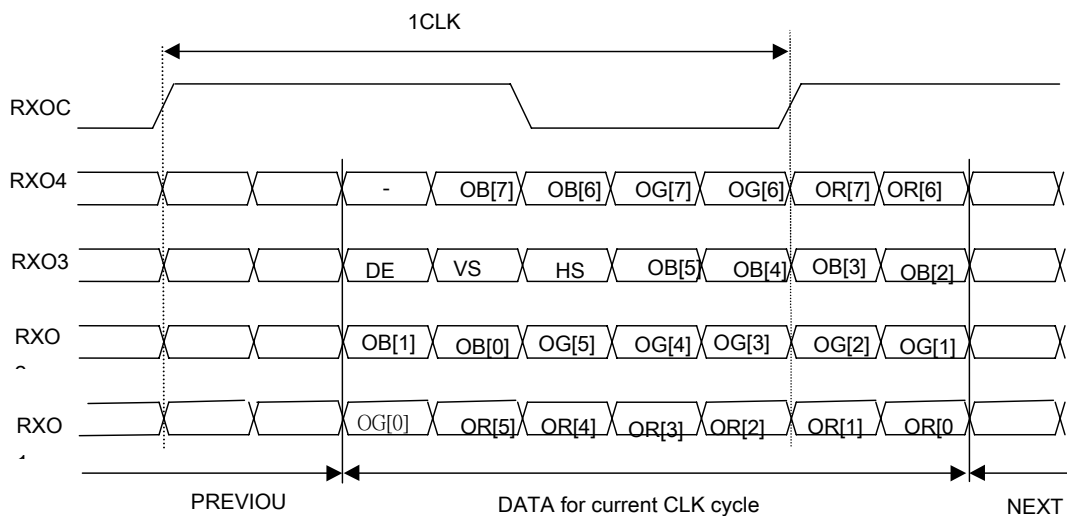 1CLK
RXOC
RXO4 - OB[7] OB[6] OG[7] OG[6] OR[7] OR[6]
RXO3 DE VS HS OB[5] OB[4] OB[3] OB[2]
RXO OB[1] OB[0] OG[5] OG[4] OG[3] OG[2] OG[1]
RXO OG[0] OR[5] OR[4] OR[3] OR[2] OR[1] OR[0
PREVIOU DATA for current CLK cycle NEXT